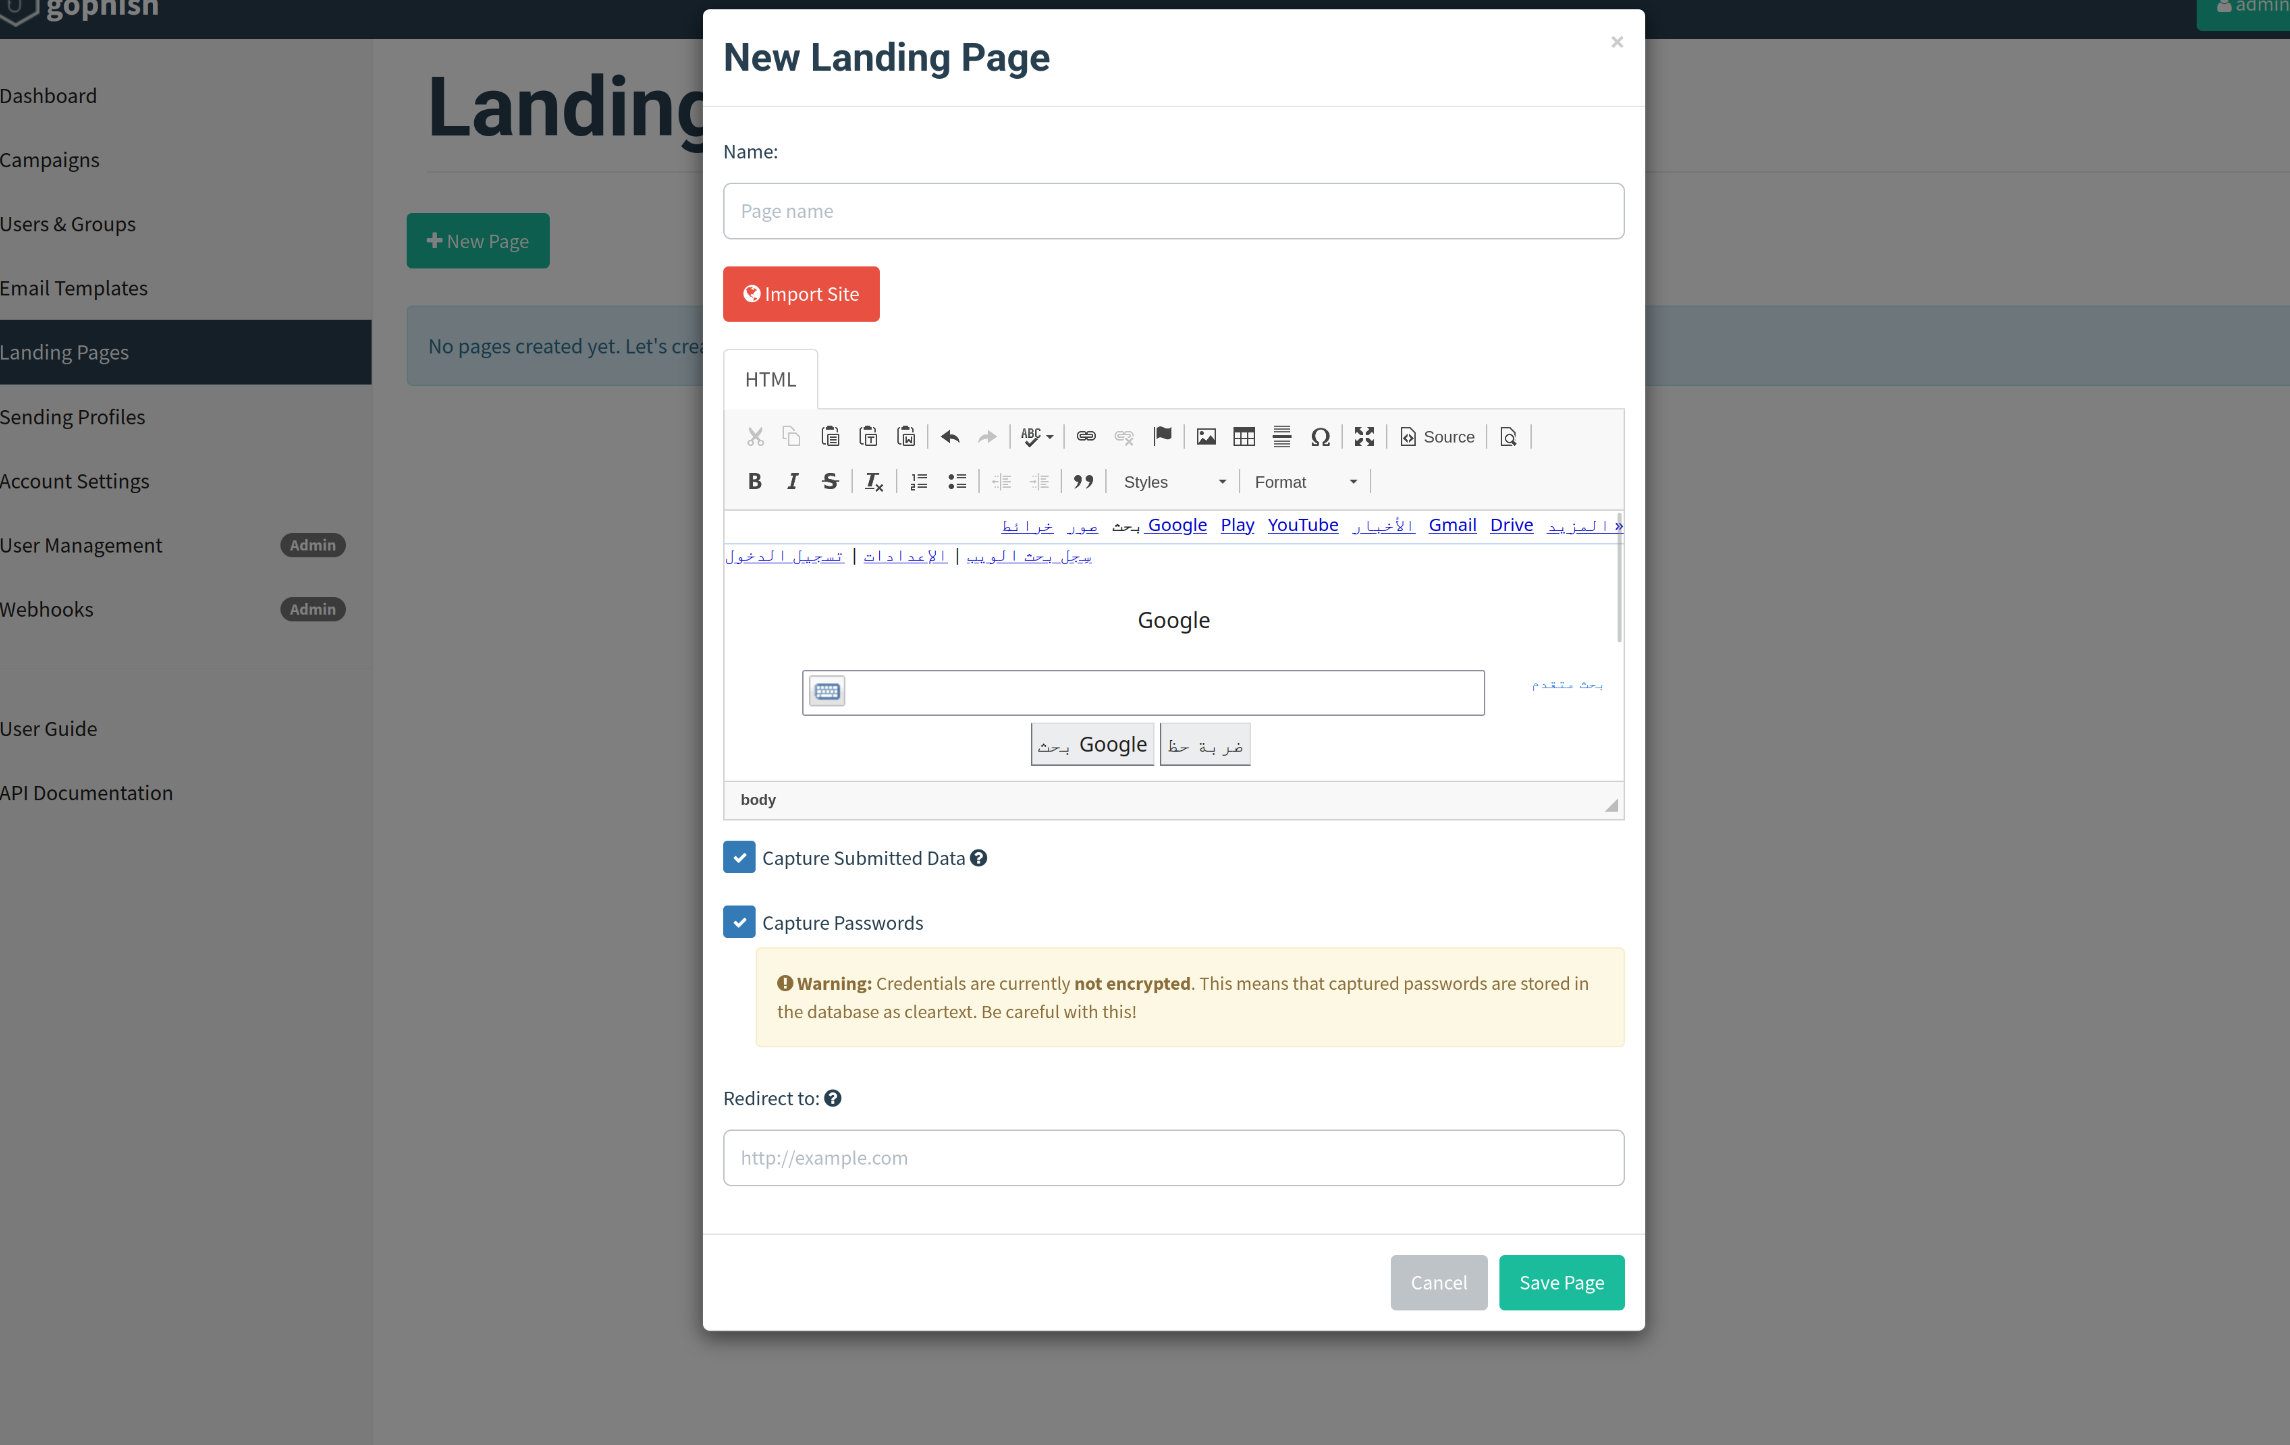 gophish
admin
Dashboard
Campaigns
Users & Groups
Email Templates
Landing Pages
Sending Profiles
Account Settings
User Management Admin
Webhooks Admin
User Guide
API Documentation
Landing
New Page
No pages created yet. Let's crea
New Landing Page
×
Name:
Page name
Import Site
HTML
ABC
Source
B I S Tx Styles Format
خرائط صور بحث Google Play YouTube الأخبار Gmail Drive المزيد »
سجل بحث الويب | الإعدادات | تسجيل الدخول
Google
بحث متقدم
بحث Google ضربة حظ
body
Capture Submitted Data
Capture Passwords
Warning: Credentials are currently not encrypted. This means that captured passwords are stored in
the database as cleartext. Be careful with this!
Redirect to:
http://example.com
Cancel Save Page